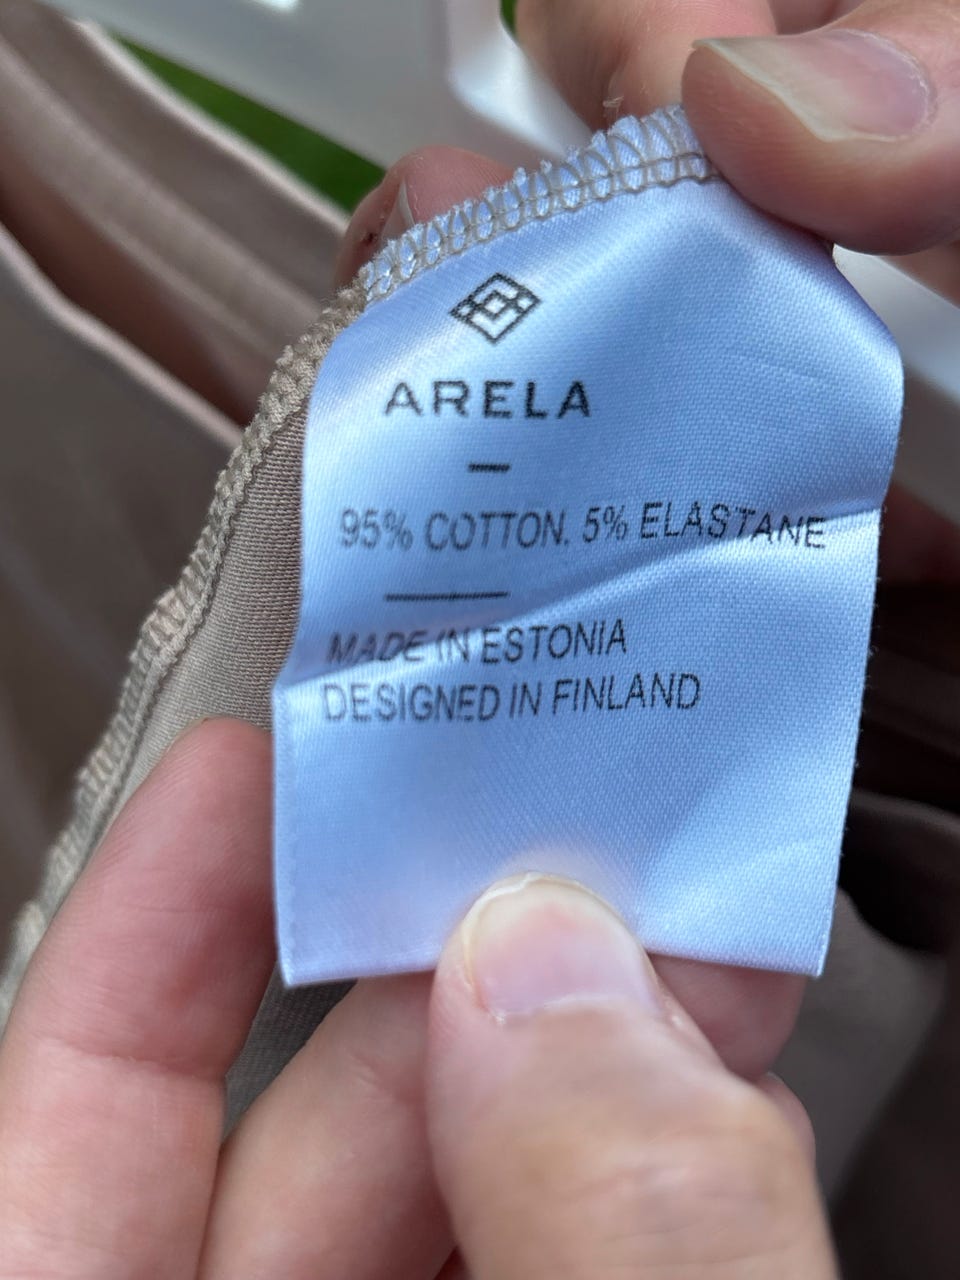 ARELA
95% COTTON, 5% ELASTANE
MADE IN ESTONIA
DESIGNED IN FINLAND